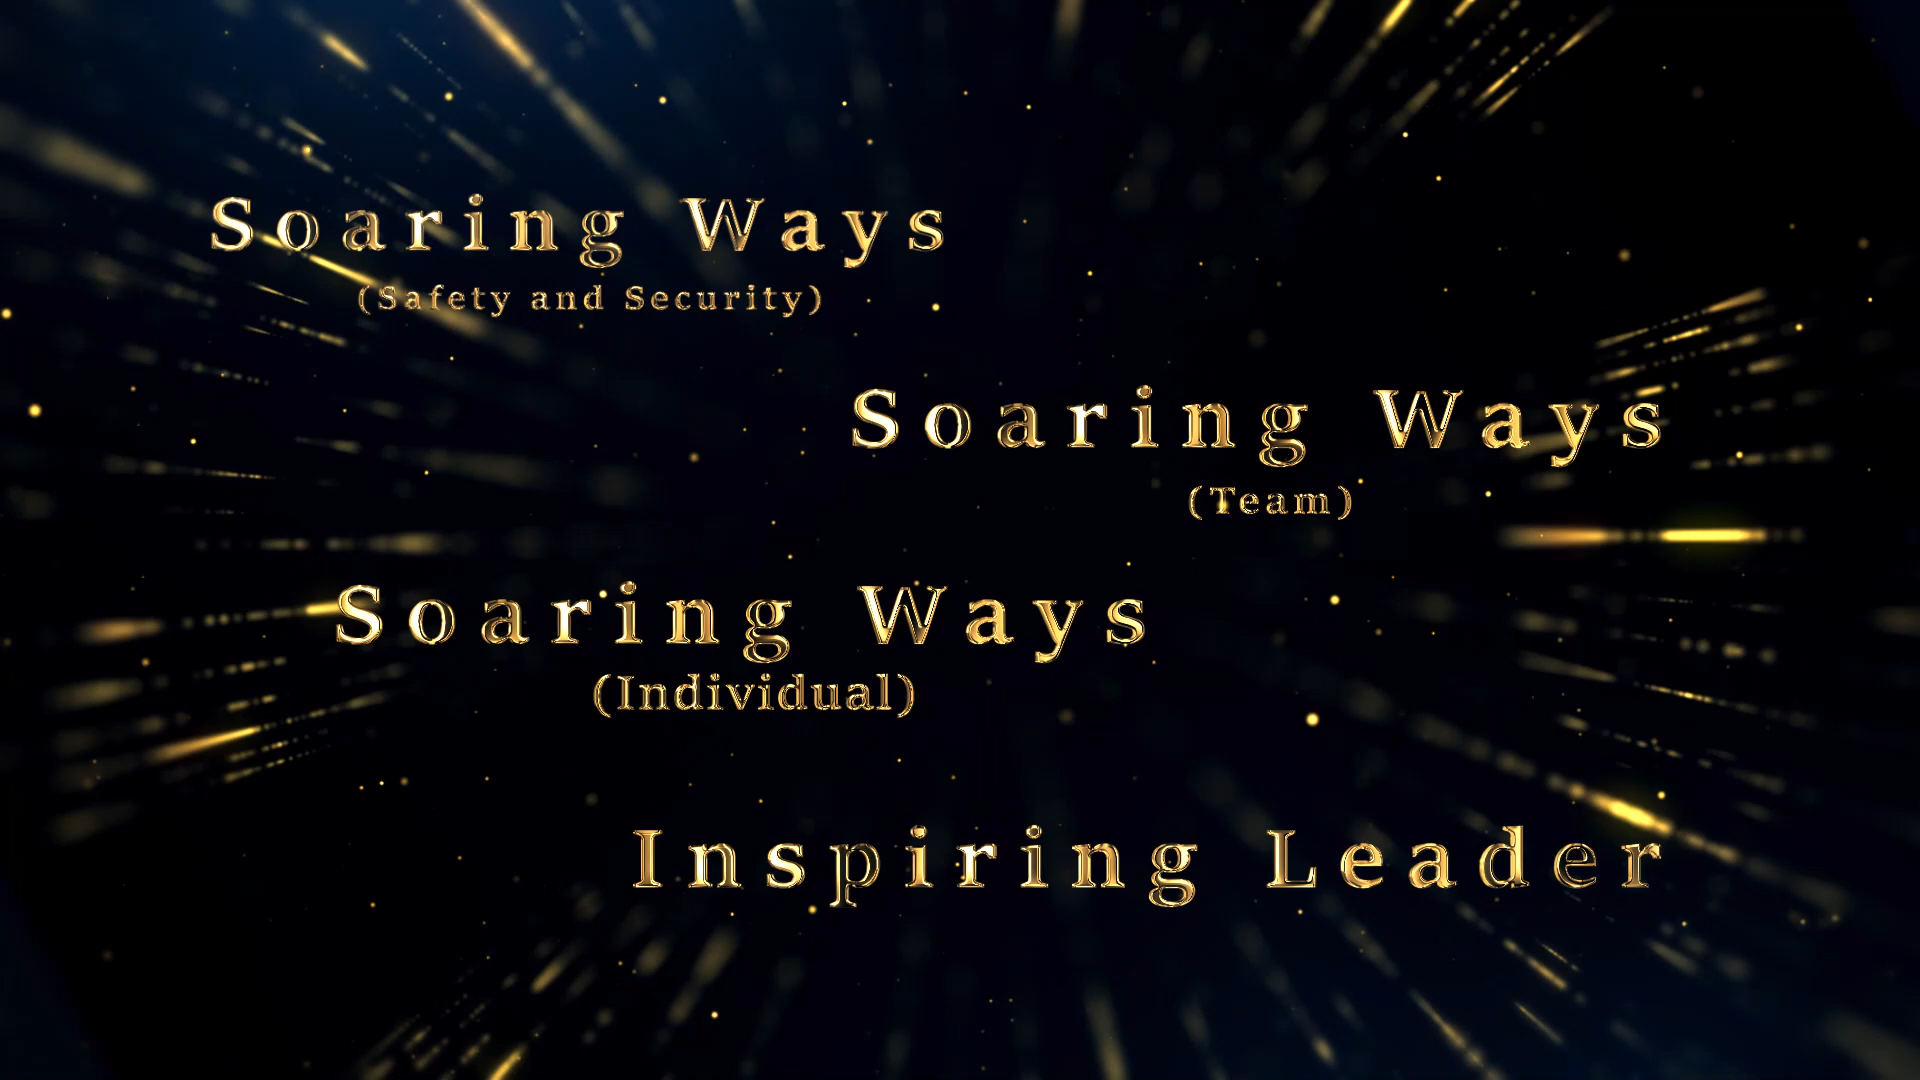 Soaring Ways
(Safety and Security)
Soaring Ways
(Team)
Soaring Ways
(Individual)
Inspiring Leader